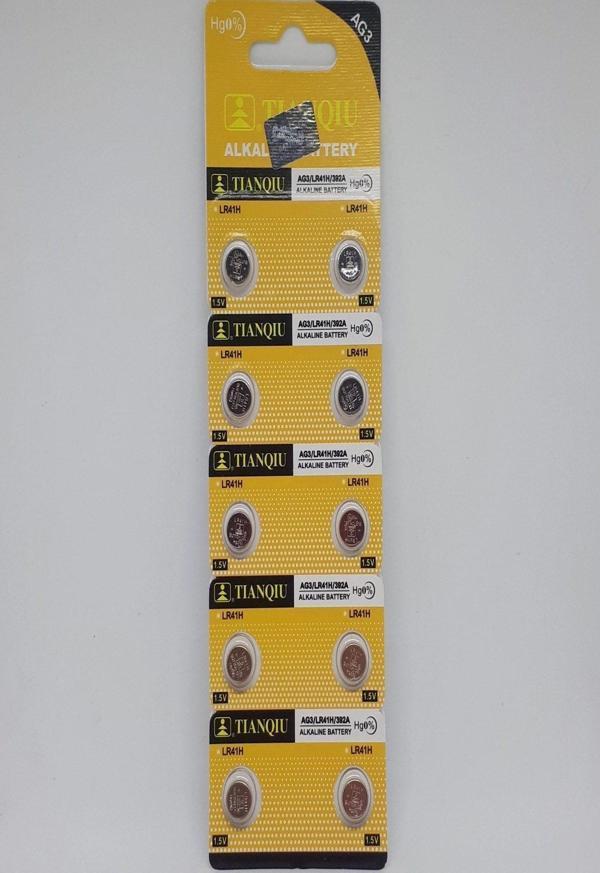 Hg0%
AG3
TIANQIU
ALKALINE BATTERY
TIANQIU AG3/LR41H/392A Hg0%
ALKALINE BATTERY
LR41H LR41H
1.5V 1.5V
TIANQIU AG3/LR41H/392A Hg0%
ALKALINE BATTERY
LR41H LR41H
1.5V 1.5V
TIANQIU AG3/LR41H/392A Hg0%
ALKALINE BATTERY
LR41H LR41H
1.5V 1.5V
TIANQIU AG3/LR41H/392A Hg0%
ALKALINE BATTERY
LR41H LR41H
1.5V 1.5V
TIANQIU AG3/LR41H/392A Hg0%
ALKALINE BATTERY
LR41H LR41H
1.5V 1.5V